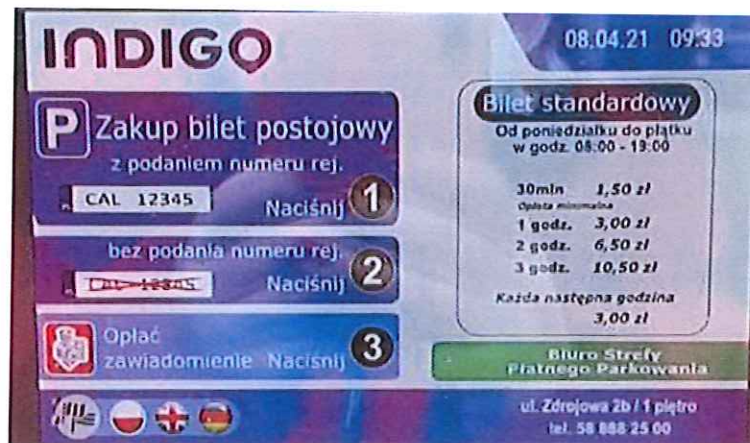 INDIGO
08.04.21 09:33
P Zakup bilet postojowy
z podaniem numeru rej.
CAL 12345
Naciśnij 1
bez podania numeru rej.
CAL 12345
Naciśnij 2
Opłać
zawiadomienie Naciśnij 3
Bilet standardowy
Od poniedziałku do piątku
w godz. 08:00 - 19:00
30min 1,50 zł
Opłata minimalna
1 godz. 3,00 zł
2 godz. 6,50 zł
3 godz. 10,50 zł
Każda następna godzina
3,00 zł
Biuro Strefy
Płatnego Parkowania
ul. Zdrojowa 2b / 1 piętro
tel. 58 888 25 00